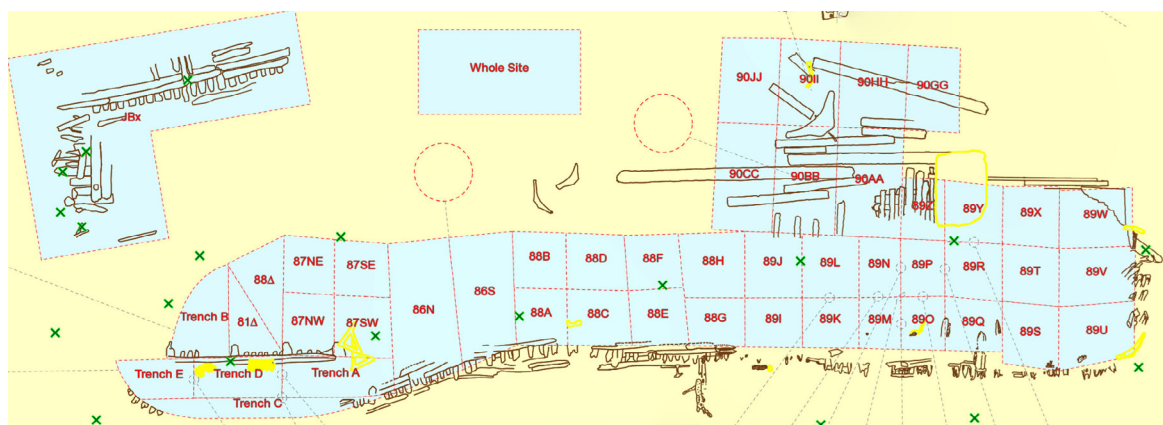 Whole Site
90JJ
90II
90HH
90GG
JBx
90CC
90BB
90AA
89Z
89Y
89X
89W
88B
88D
88F
88H
89J
89L
89N
89P
89R
89T
89V
87NE
87SE
88Δ
86N
86S
Trench B
81Δ
87NW
87SW
88A
88C
88E
88G
89I
89K
89M
89O
89Q
89S
89U
Trench E
Trench D
Trench A
Trench C